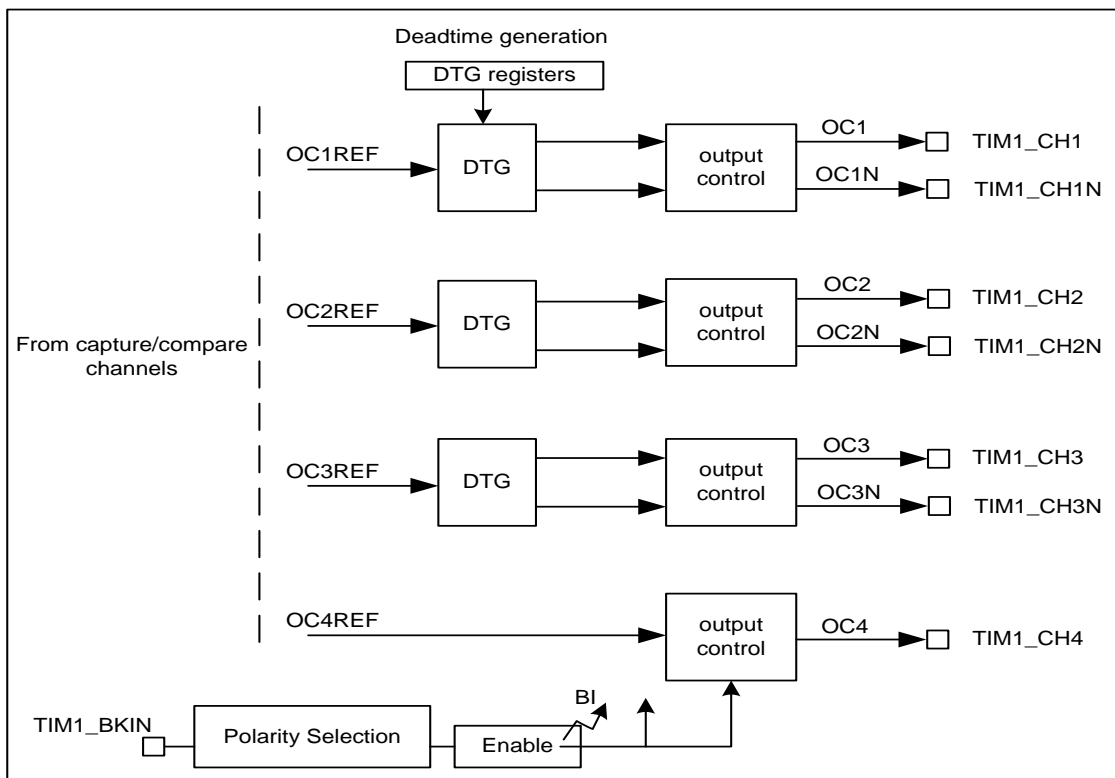 Deadtime generation
DTG registers
OC1REF
DTG
output
control
OC1
OC1N
TIM1_CH1
TIM1_CH1N
OC2REF
DTG
output
control
OC2
OC2N
TIM1_CH2
TIM1_CH2N
From capture/compare
channels
OC3REF
DTG
output
control
OC3
OC3N
TIM1_CH3
TIM1_CH3N
OC4REF
output
control
OC4
TIM1_CH4
TIM1_BKIN
Polarity Selection
Enable
BI